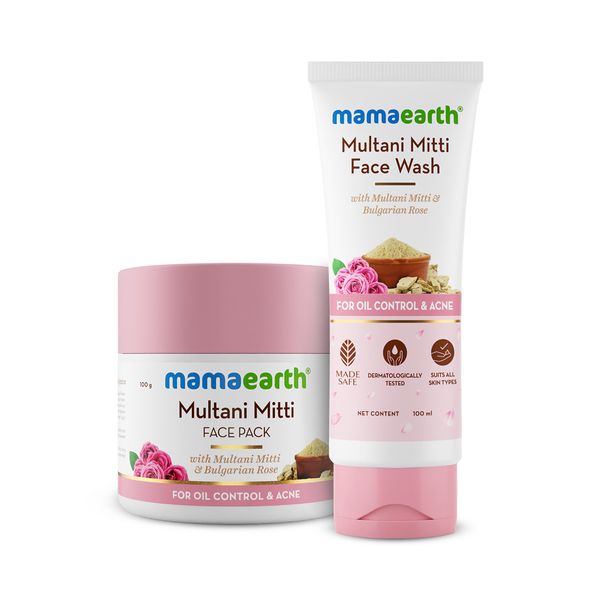 mamaearth®
Multani Mitti
Face Wash
with Multani Mitti &
Bulgarian Rose
FOR OIL CONTROL & ACNE
MADE
SAFE
DERMATOLOGICALLY
TESTED
SUITS ALL
SKIN TYPES
NET CONTENT 100 ml
100 g
mamaearth®
Multani Mitti
FACE PACK
with Multani Mitti
& Bulgarian Rose
FOR OIL CONTROL & ACNE